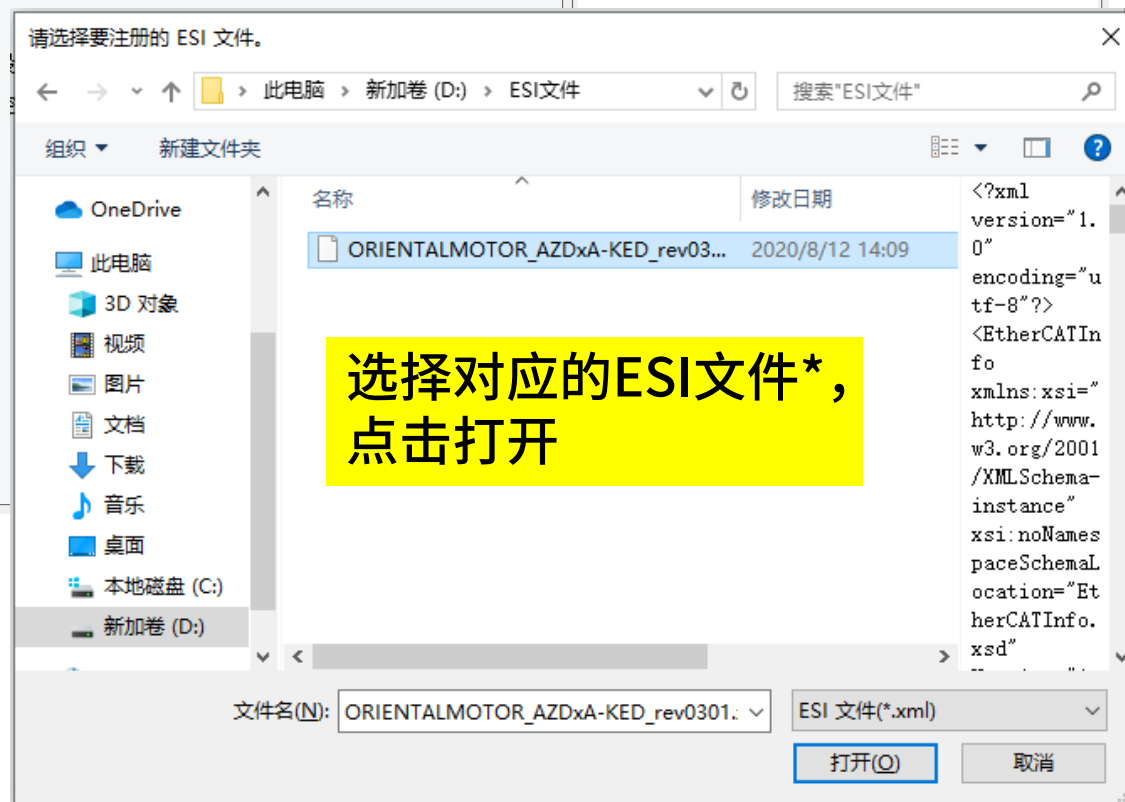 请选择要注册的 ESI 文件。
此电脑 › 新加卷 (D:) › ESI文件
搜索"ESI文件"
组织
新建文件夹
OneDrive
此电脑
3D 对象
视频
图片
文档
下载
音乐
桌面
本地磁盘 (C:)
新加卷 (D:)
名称
修改日期
ORIENTALMOTOR_AZDxA-KED_rev03...
2020/8/12 14:09
选择对应的ESI文件*，
点击打开
<?xml
version="1.
0"
encoding="u
tf-8"?>
<EtherCATIn
fo
xmlns:xsi="
http://www.
w3.org/2001
/XMLSchema-
instance"
xsi:noNames
paceSchemaL
ocation="Et
herCATInfo.
xsd"
文件名(N):
ORIENTALMOTOR_AZDxA-KED_rev0301.
ESI 文件(*.xml)
打开(O)
取消